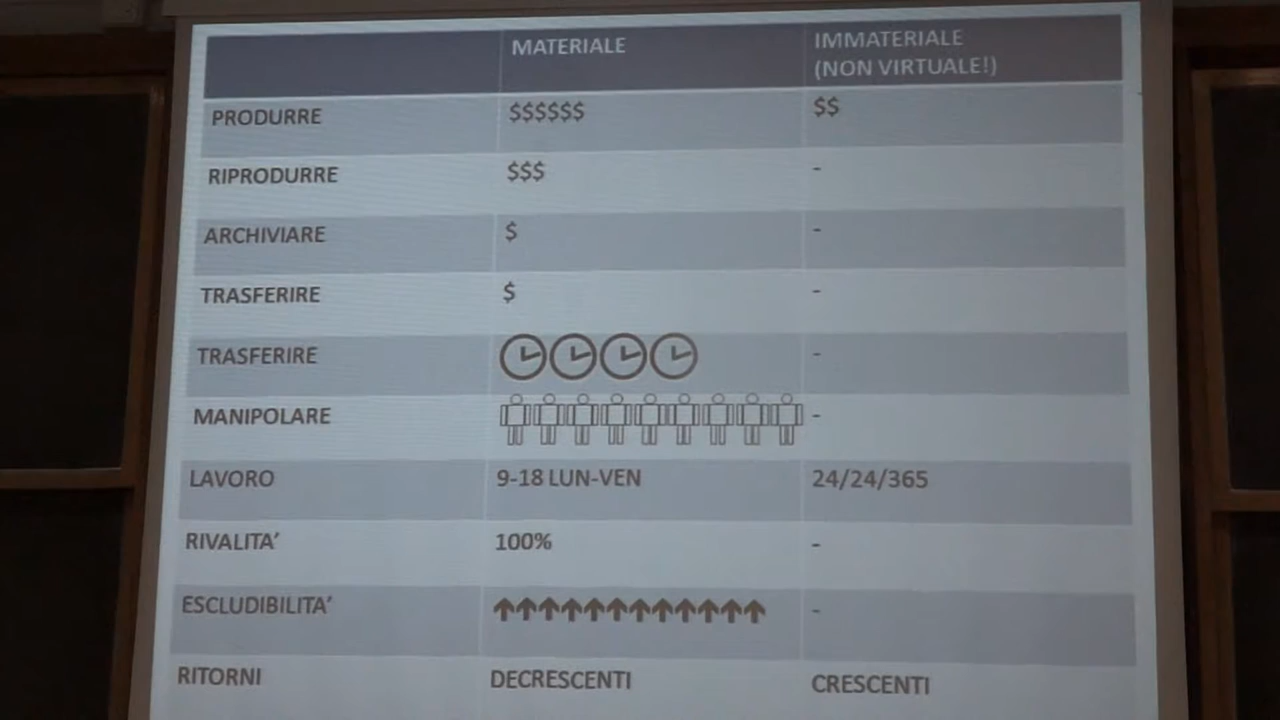 MATERIALE
IMMATERIALE
(NON VIRTUALE!)
PRODURRE $$$$$$ $$
RIPRODURRE $$$ -
ARCHIVIARE $ -
TRASFERIRE $ -
TRASFERIRE -
MANIPOLARE -
LAVORO 9-18 LUN-VEN 24/24/365
RIVALITA' 100% -
ESCLUDIBILITA' -
RITORNI DECRESCENTI CRESCENTI